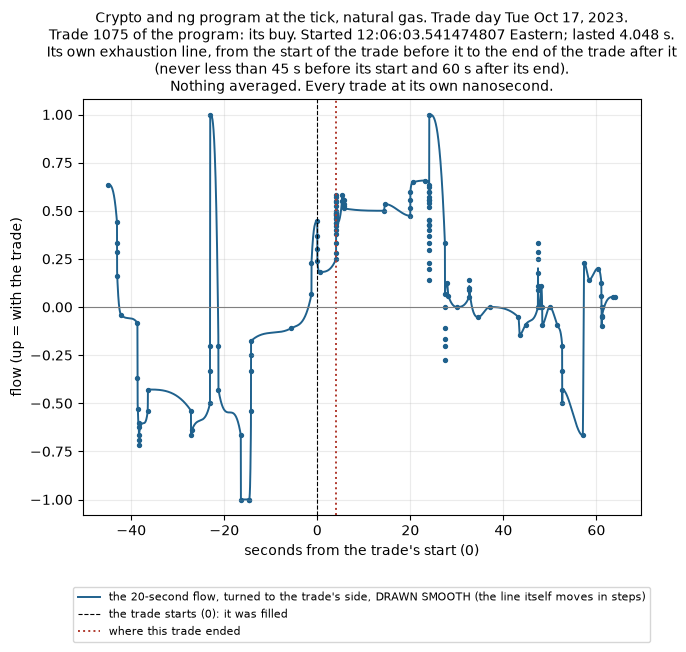 Crypto and ng program at the tick, natural gas. Trade day Tue Oct 17, 2023.
Trade 1075 of the program: its buy. Started 12:06:03.541474807 Eastern; lasted 4.048 s.
Its own exhaustion line, from the start of the trade before it to the end of the trade after it
(never less than 45 s before its start and 60 s after its end).
Nothing averaged. Every trade at its own nanosecond.
1.00
0.75
0.50
0.25
0.00
−0.25
−0.50
−0.75
−1.00
flow (up = with the trade)
−40
−20
0
20
40
60
seconds from the trade's start (0)
the 20-second flow, turned to the trade's side, DRAWN SMOOTH (the line itself moves in steps)
the trade starts (0): it was filled
where this trade ended